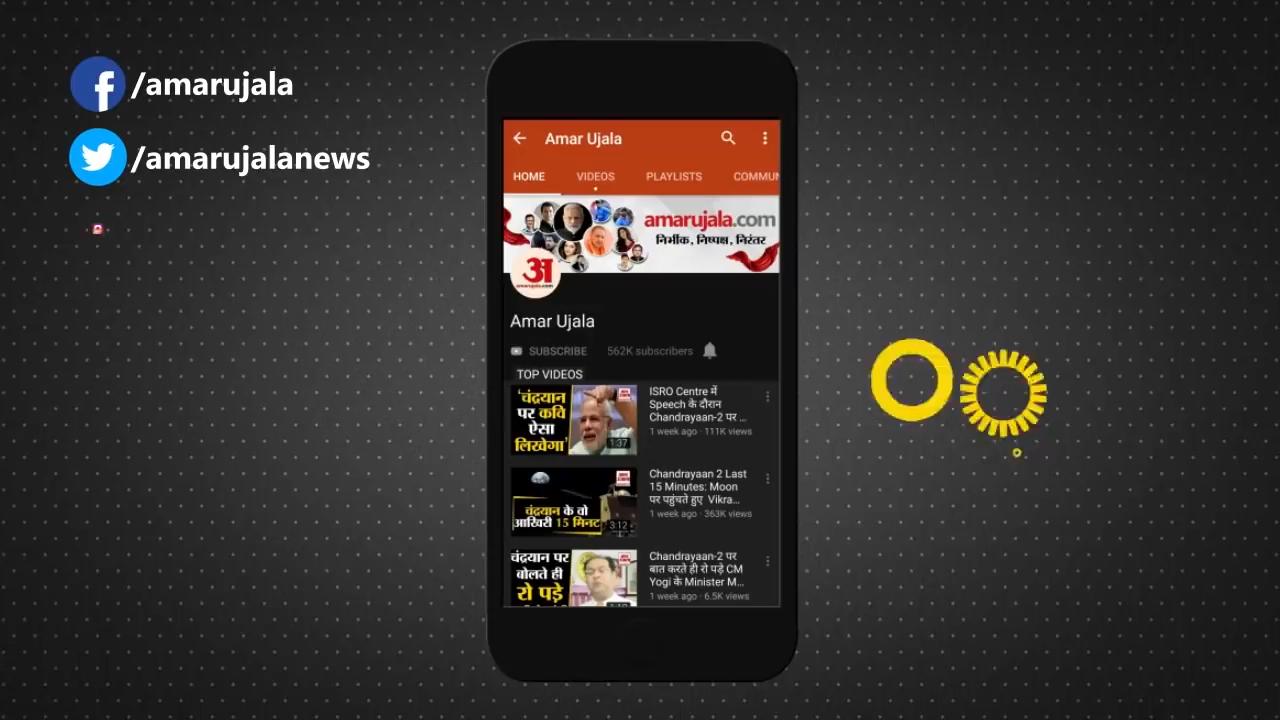 /amarujala
/amarujalanews
Amar Ujala
HOME VIDEOS PLAYLISTS COMMUN
amarujala.com
निर्भीक, निष्पक्ष, निरंतर
अ
amarujala.com
Amar Ujala
SUBSCRIBE 562K subscribers
TOP VIDEOS
'चंद्रयान
पर कवि
ऐसा
लिखेगा'
1:37
ISRO Centre में
Speech के दौरान
Chandrayaan-2 पर ...
1 week ago · 111K views
चंद्रयान के वो
आखिरी 15 मिनट
3:12
Chandrayaan 2 Last
15 Minutes: Moon
पर पहुंचते हुए Vikra...
1 week ago · 363K views
चंद्रयान पर
बोलते ही
रो पड़े
Chandrayaan-2 पर
बात करते ही रो पड़े CM
Yogi के Minister M...
1 week ago · 6.5K views